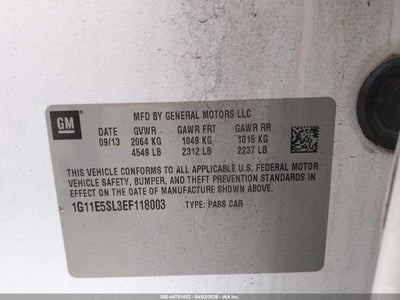 GM
MFD BY GENERAL MOTORS LLC
DATE GVWR GAWR FRT GAWR RR
09/13 2064 KG 1049 KG 1015 KG
4549 LB 2312 LB 2237 LB
THIS VEHICLE CONFORMS TO ALL APPLICABLE U.S. FEDERAL MOTOR
VEHICLE SAFETY, BUMPER, AND THEFT PREVENTION STANDARDS IN
EFFECT ON THE DATE OF MANUFACTURE SHOWN ABOVE.
1G11E5SL3EF118003 TYPE: PASS CAR